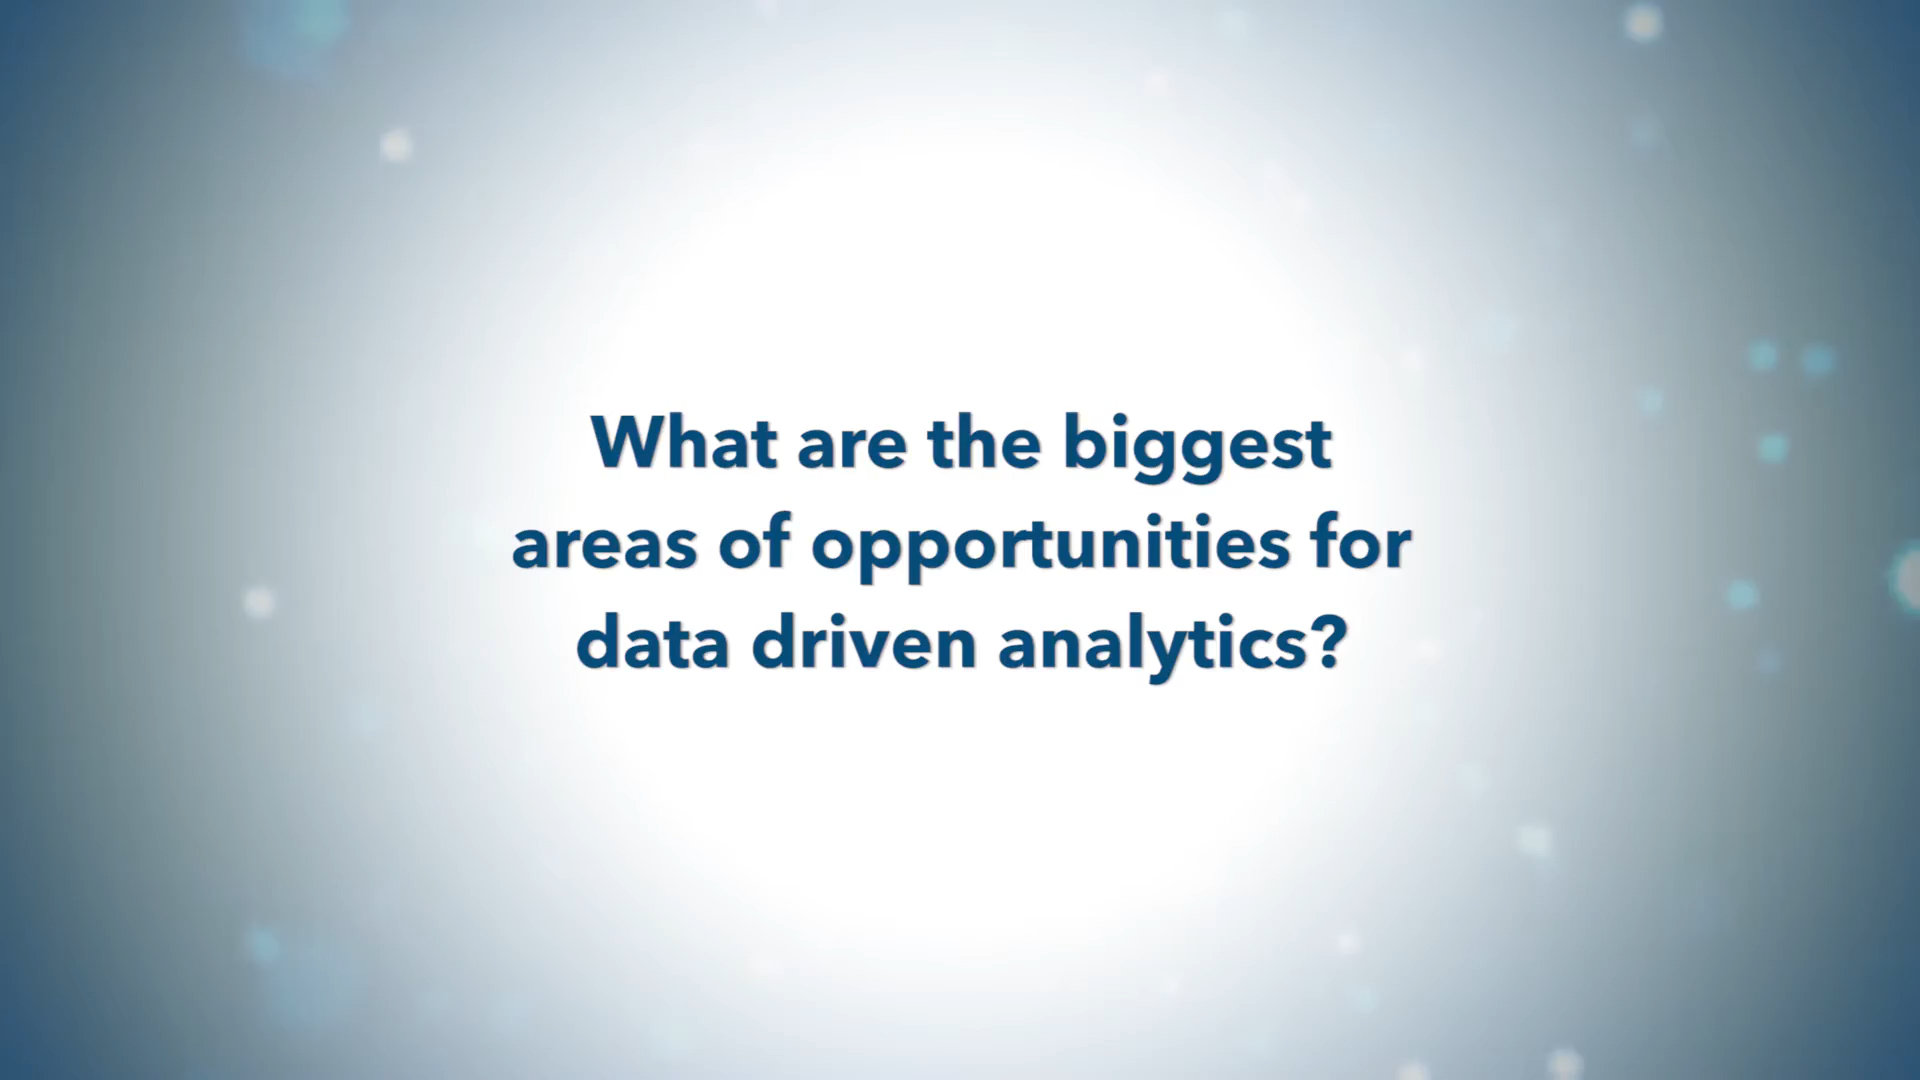 What are the biggest
areas of opportunities for
data driven analytics?